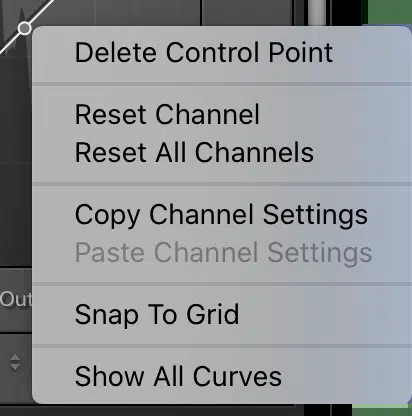 Delete Control Point
Reset Channel
Reset All Channels
Copy Channel Settings
Paste Channel Settings
Out
Snap To Grid
Show All Curves